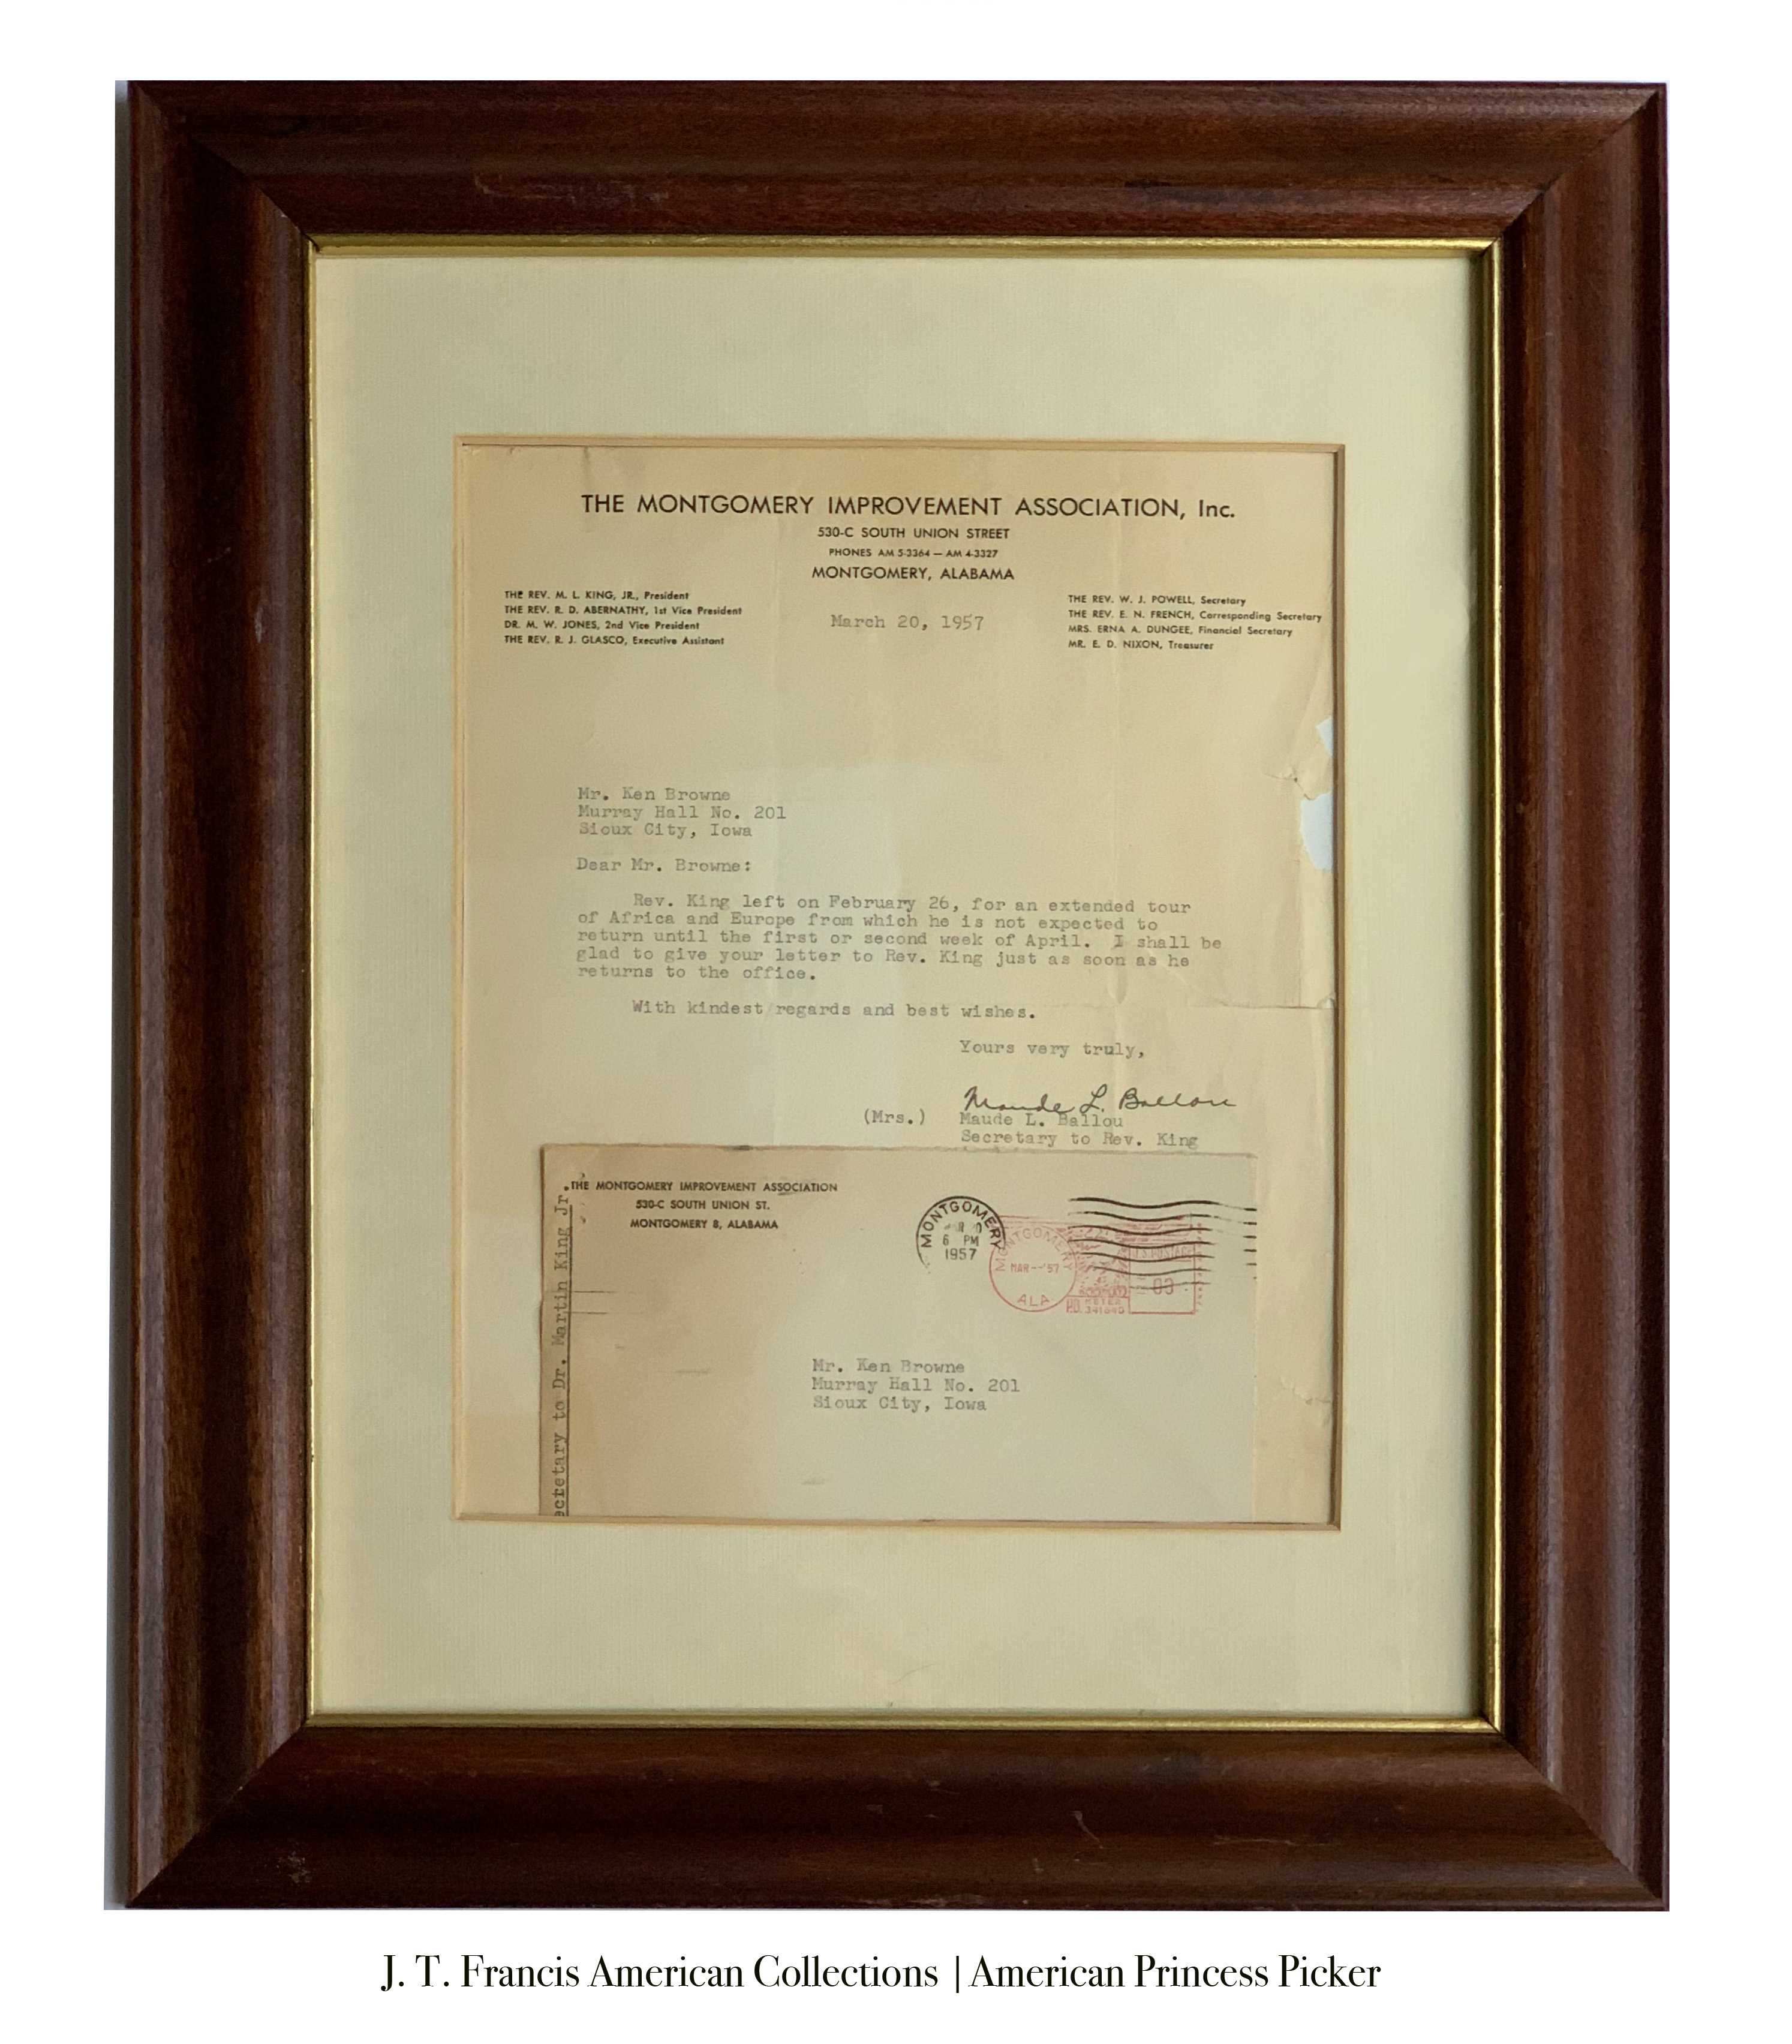 THE MONTGOMERY IMPROVEMENT ASSOCIATION, Inc.
530-C SOUTH UNION STREET
PHONES AM 5-3364 — AM 4-3327
MONTGOMERY, ALABAMA
THE REV. M. L. KING, JR., President
THE REV. R. D. ABERNATHY, 1st Vice President
DR. M. W. JONES, 2nd Vice President
THE REV. R. J. GLASCO, Executive Assistant
March 20, 1957
THE REV. W. J. POWELL, Secretary
THE REV. E. N. FRENCH, Corresponding Secretary
MRS. ERNA A. DUNGEE, Financial Secretary
MR. E. D. NIXON, Treasurer
Mr. Ken Browne
Murray Hall No. 201
Sioux City, Iowa
Dear Mr. Browne:
Rev. King left on February 26, for an extended tour
of Africa and Europe from which he is not expected to
return until the first or second week of April. I shall be
glad to give your letter to Rev. King just as soon as he
returns to the office.
With kindest regards and best wishes.
Yours very truly,
Maude L. Ballou
(Mrs.) Maude L. Ballou
Secretary to Rev. King
ecretary to Dr. Martin King Jr.
THE MONTGOMERY IMPROVEMENT ASSOCIATION
530-C SOUTH UNION ST.
MONTGOMERY 8, ALABAMA
MONTGOMERY
6 PM
1957
MONTGOMERY
MAR--'57
ALA
U.S. POSTAGE
03
P.O. METER
Mr. Ken Browne
Murray Hall No. 201
Sioux City, Iowa
J. T. Francis American Collections | American Princess Picker